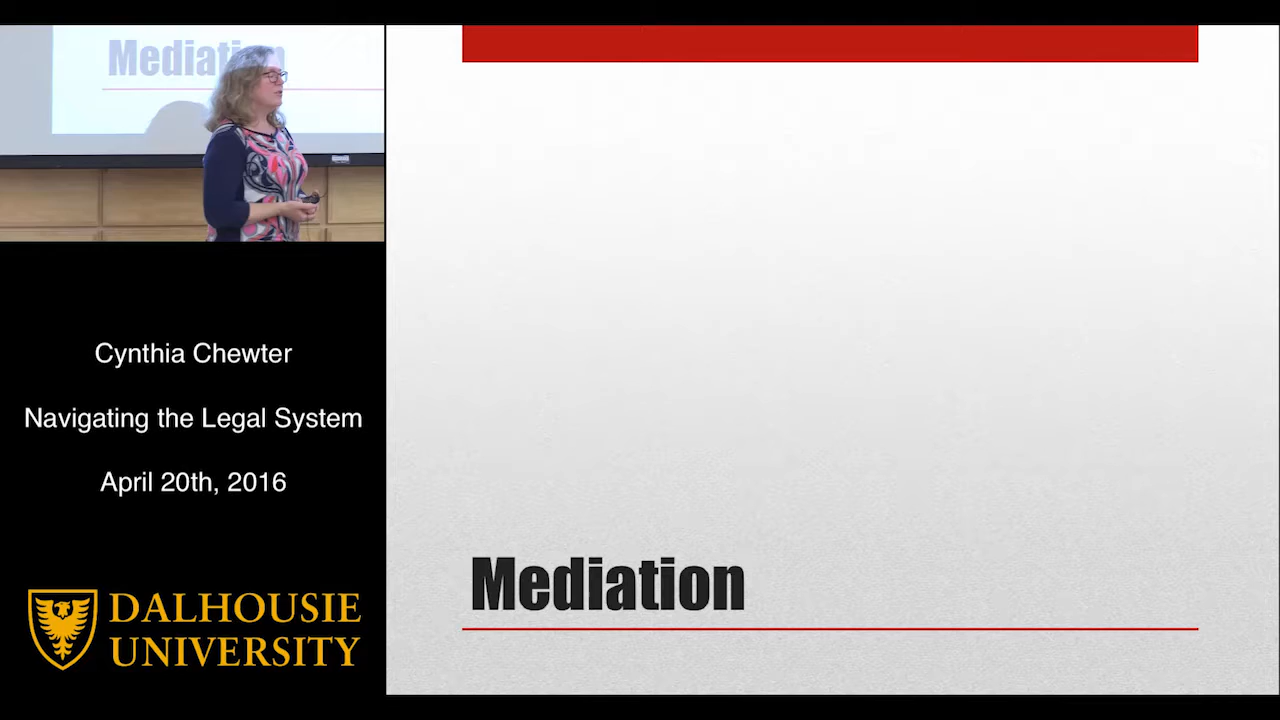 Mediation
Cynthia Chewter
Navigating the Legal System
April 20th, 2016
DALHOUSIE
UNIVERSITY
Mediation